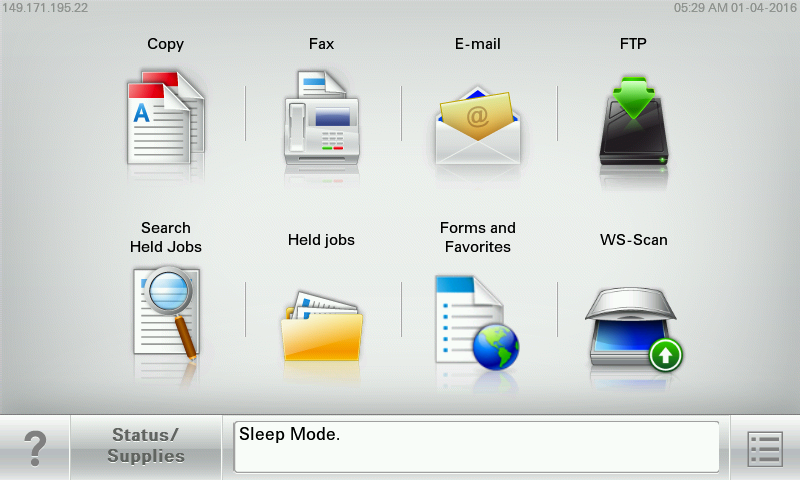 149.171.195.22
05:29 AM 01-04-2016
Copy
Fax
E-mail
FTP
A
@
Search
Held Jobs
Held jobs
Forms and
Favorites
WS-Scan
?
Status/
Supplies
Sleep Mode.